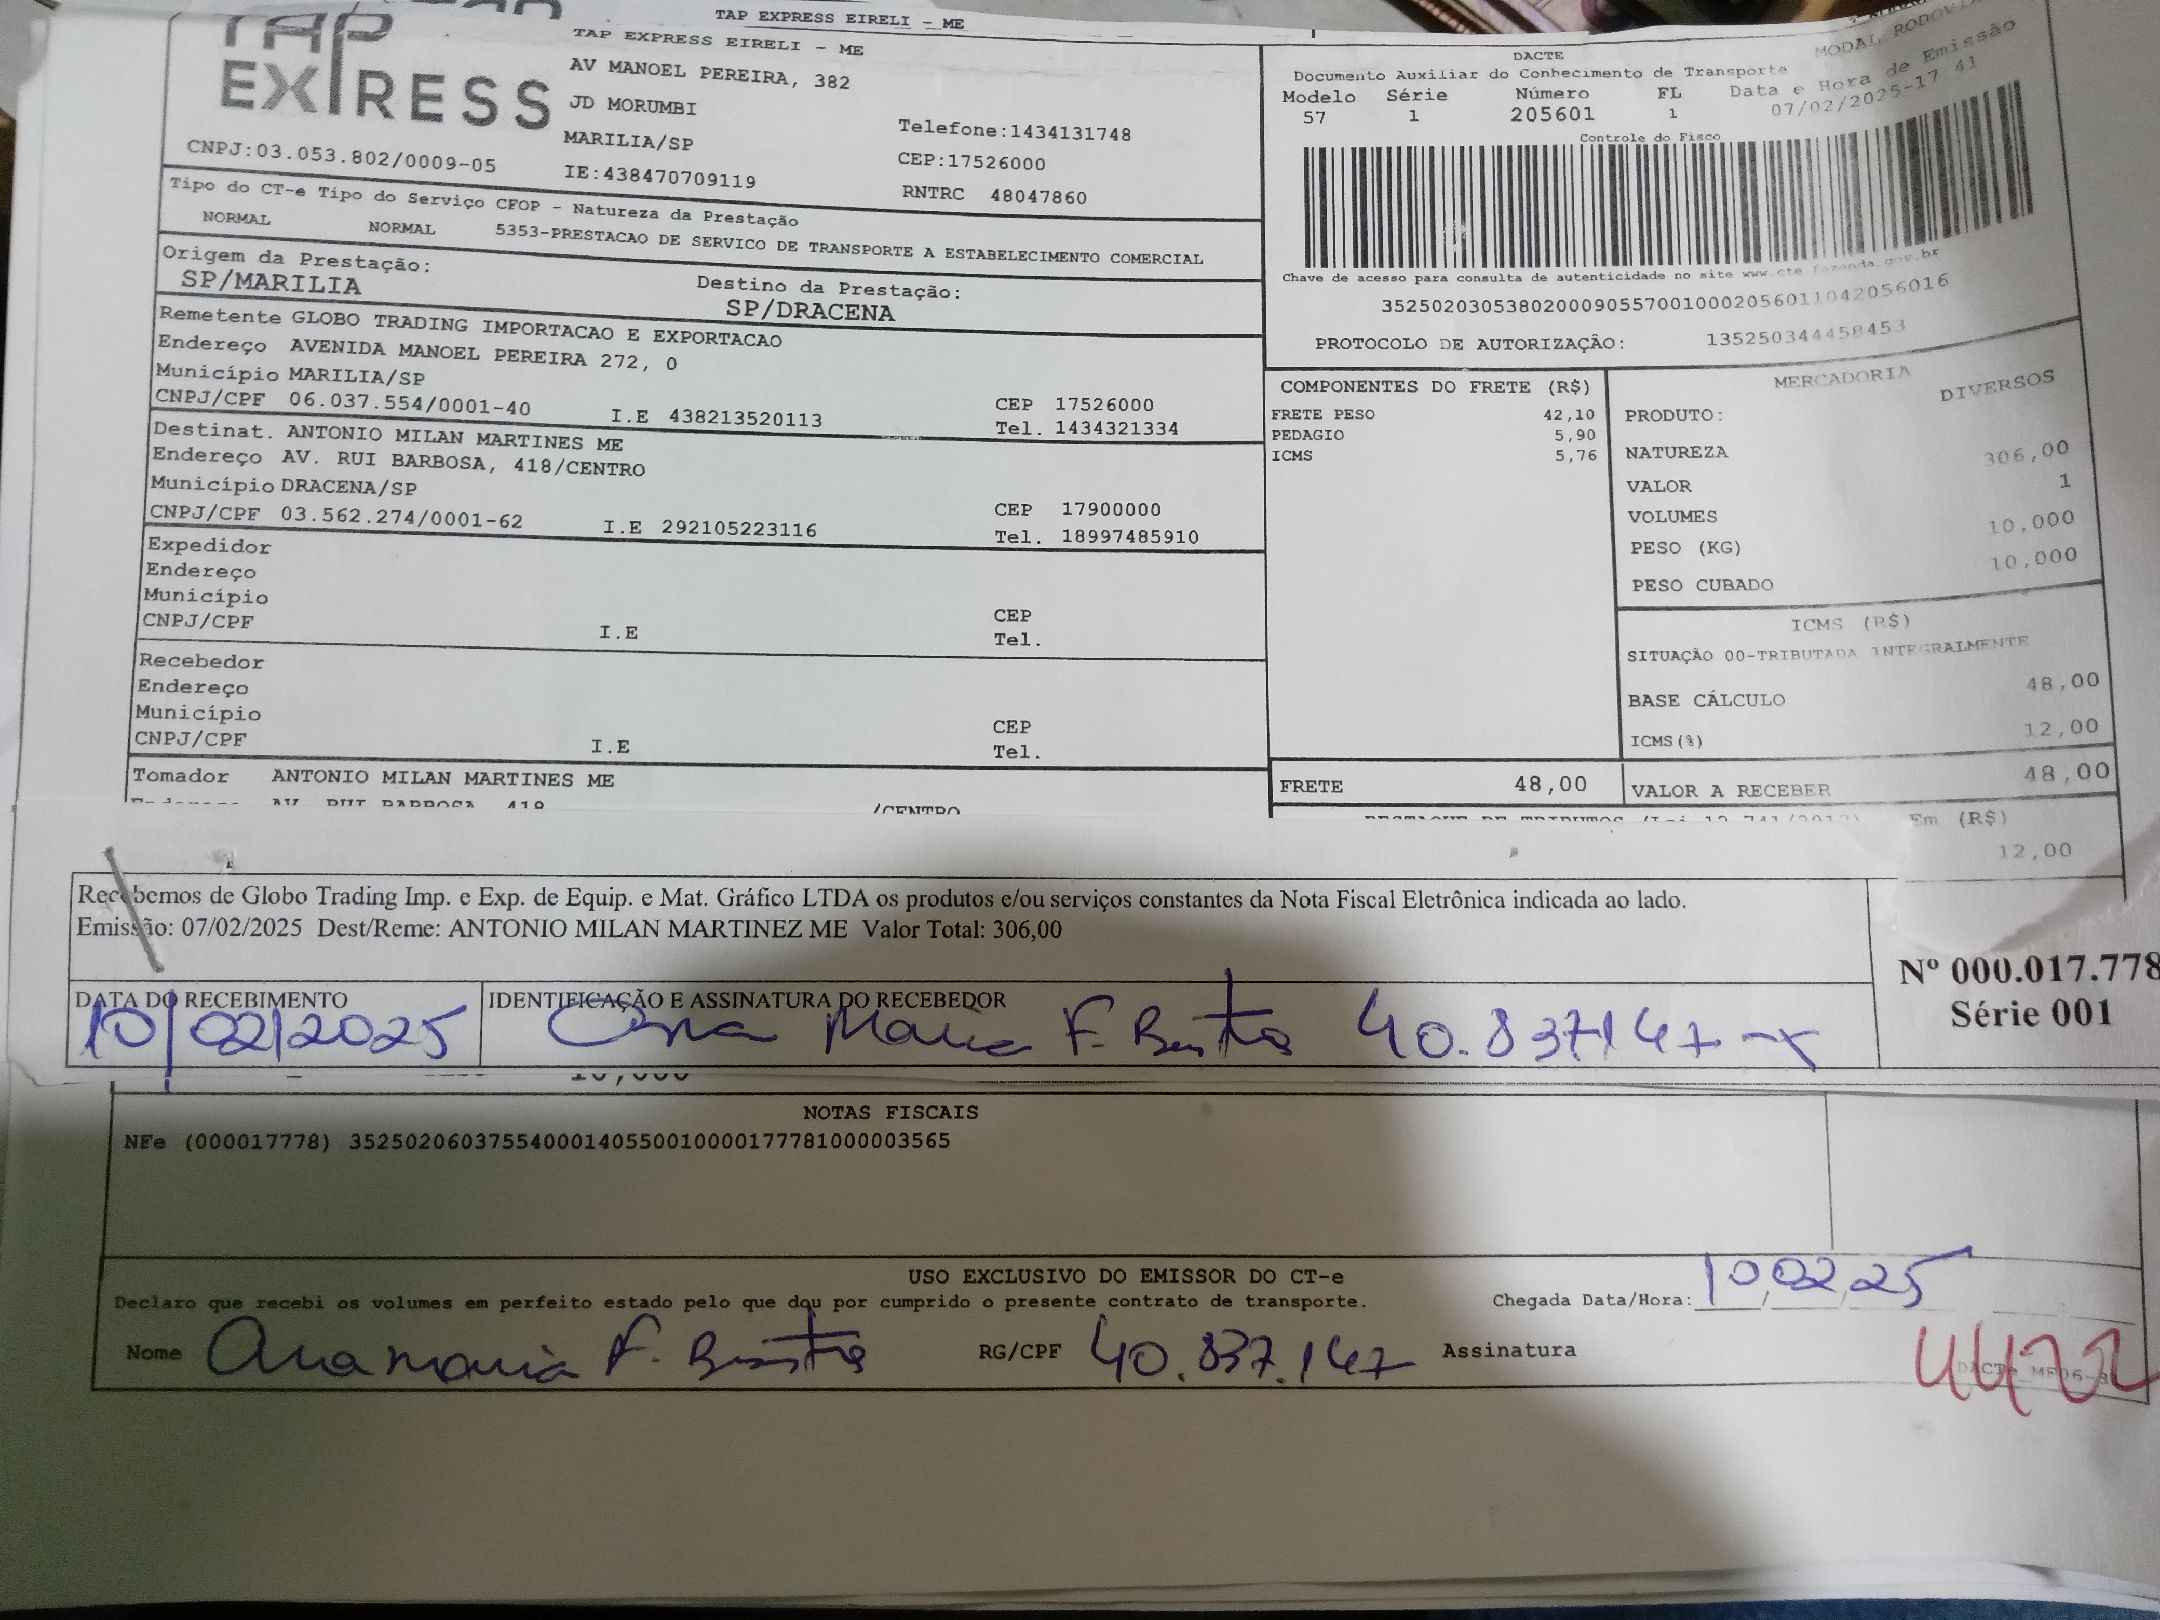 TAP EXPRESS EIRELI - ME
TAP EXPRESS
TAP EXPRESS EIRELI - ME
AV MANOEL PEREIRA, 382
JD MORUMBI
MARILIA/SP Telefone:1434131748
CNPJ:03.053.802/0009-05 CEP:17526000
IE:438470709119 RNTRC 48047860
DACTE MODAL
Documento Auxiliar do Conhecimento de Transporte
Modelo Série Número FL Data e Hora de Emissão
57 1 205601 1 07/02/2025-17 41
Controle do Fisco
Chave de acesso para consulta de autenticidade no site www.cte fazenda gov.br
35250203053802000905570010002056011042056016
PROTOCOLO DE AUTORIZAÇÃO: 135250344458453
Tipo do CT-e Tipo do Serviço CFOP - Natureza da Prestação
NORMAL NORMAL 5353-PRESTACAO DE SERVICO DE TRANSPORTE A ESTABELECIMENTO COMERCIAL
Origem da Prestação: Destino da Prestação:
SP/MARILIA SP/DRACENA
Remetente GLOBO TRADING IMPORTACAO E EXPORTACAO
Endereço AVENIDA MANOEL PEREIRA 272, 0
Município MARILIA/SP CEP 17526000
CNPJ/CPF 06.037.554/0001-40 I.E 438213520113 Tel. 1434321334
Destinat. ANTONIO MILAN MARTINES ME
Endereço AV. RUI BARBOSA, 418/CENTRO
Município DRACENA/SP CEP 17900000
CNPJ/CPF 03.562.274/0001-62 I.E 292105223116 Tel. 18997485910
Expedidor
Endereço
Município CEP
CNPJ/CPF I.E Tel.
Recebedor
Endereço
Município CEP
CNPJ/CPF I.E Tel.
Tomador ANTONIO MILAN MARTINES ME
Endereço AV. RUI BARBOSA, 418 /CENTRO
COMPONENTES DO FRETE (R$)
FRETE PESO 42,10
PEDAGIO 5,90
ICMS 5,76
FRETE 48,00
MERCADORIA
PRODUTO: DIVERSOS
NATUREZA
VALOR 306,00
VOLUMES 1
PESO (KG) 10,000
PESO CUBADO 10,000
ICMS (R$)
SITUAÇÃO 00-TRIBUTADA INTEGRALMENTE
BASE CÁLCULO 48,00
ICMS(%) 12,00
VALOR A RECEBER 48,00
Em (R$)
12,00
Recebemos de Globo Trading Imp. e Exp. de Equip. e Mat. Gráfico LTDA os produtos e/ou serviços constantes da Nota Fiscal Eletrônica indicada ao lado.
Emissão: 07/02/2025 Dest/Reme: ANTONIO MILAN MARTINEZ ME Valor Total: 306,00
Nº 000.017.778
Série 001
DATA DO RECEBIMENTO IDENTIFICAÇÃO E ASSINATURA DO RECEBEDOR
10/02/2025 Ana Maria F. 40.837147-x
10,000
NOTAS FISCAIS
NFe (000017778) 35250206037554000140550010000177781000003565
USO EXCLUSIVO DO EMISSOR DO CT-e
Declaro que recebi os volumes em perfeito estado pelo que dou por cumprido o presente contrato de transporte. Chegada Data/Hora: 10,02,25
Nome Ana maria F. RG/CPF 40.837.147 Assinatura